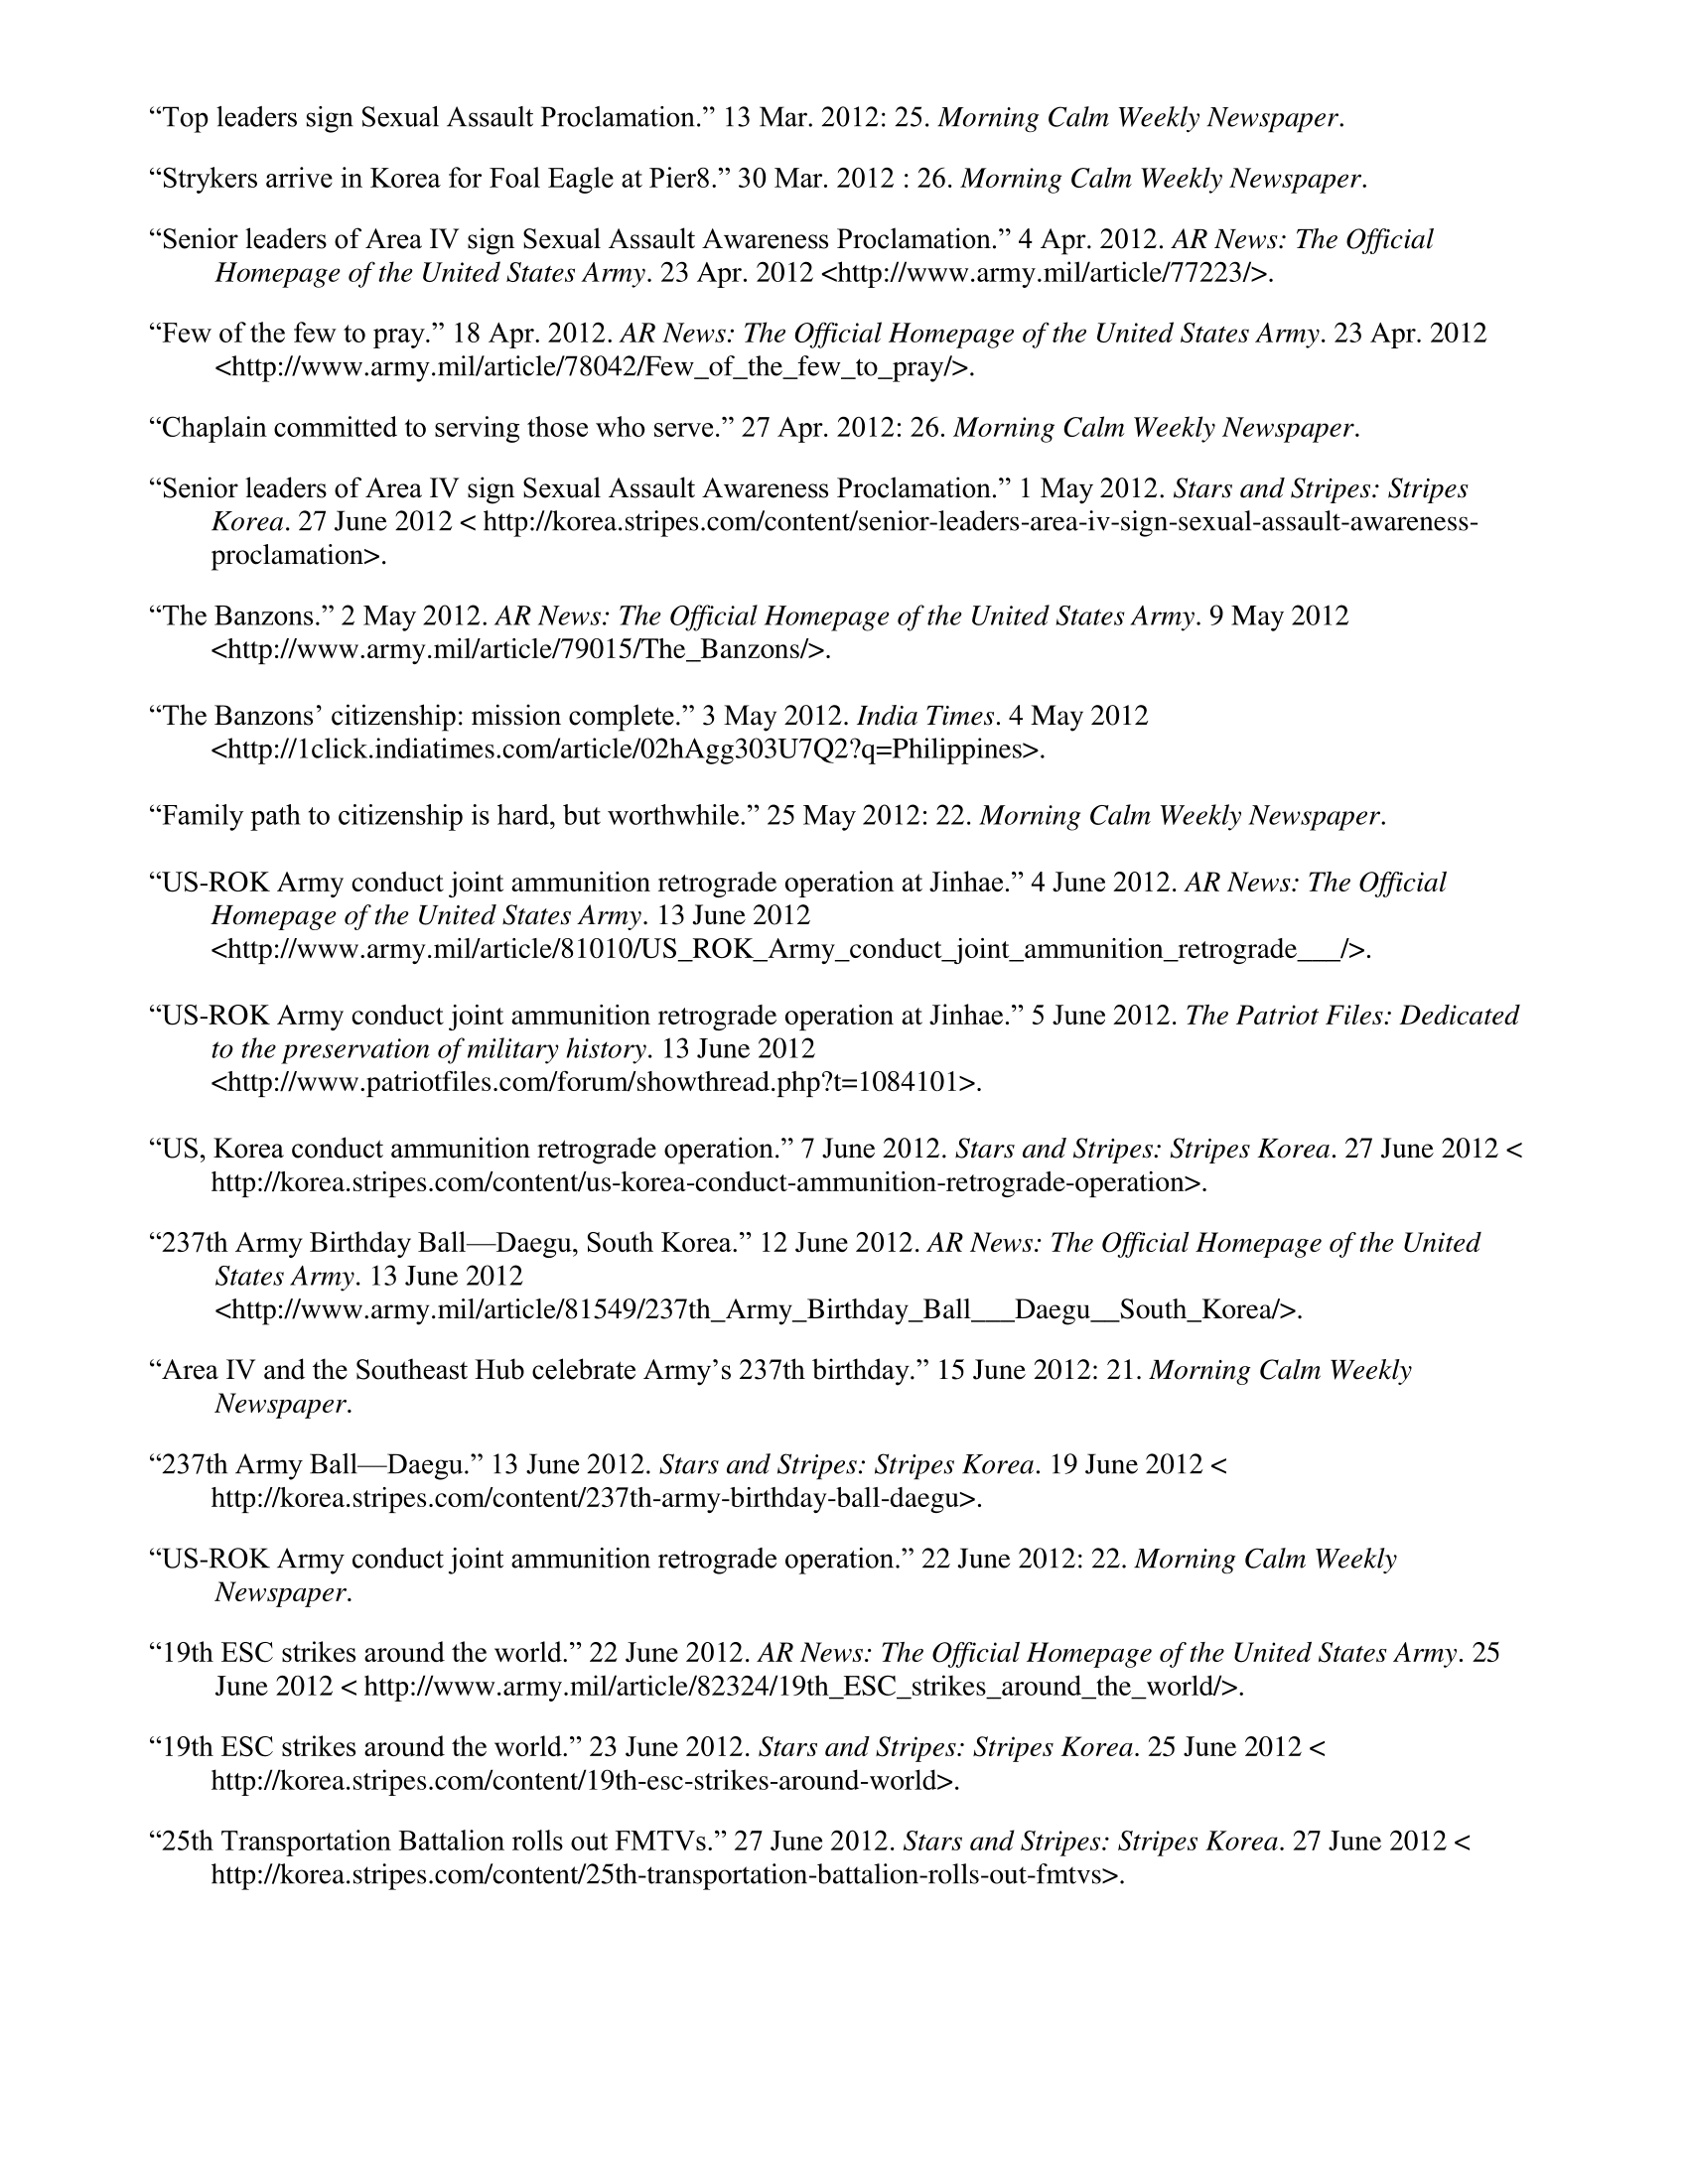 “Top leaders sign Sexual Assault Proclamation.” 13 Mar. 2012: 25. Morning Calm Weekly Newspaper.
“Strykers arrive in Korea for Foal Eagle at Pier8.” 30 Mar. 2012 : 26. Morning Calm Weekly Newspaper.
“Senior leaders of Area IV sign Sexual Assault Awareness Proclamation.” 4 Apr. 2012. AR News: The Official
Homepage of the United States Army. 23 Apr. 2012 <http://www.army.mil/article/77223/>.
“Few of the few to pray.” 18 Apr. 2012. AR News: The Official Homepage of the United States Army. 23 Apr. 2012
<http://www.army.mil/article/78042/Few_of_the_few_to_pray/>.
“Chaplain committed to serving those who serve.” 27 Apr. 2012: 26. Morning Calm Weekly Newspaper.
“Senior leaders of Area IV sign Sexual Assault Awareness Proclamation.” 1 May 2012. Stars and Stripes: Stripes
Korea. 27 June 2012 < http://korea.stripes.com/content/senior-leaders-area-iv-sign-sexual-assault-awareness-
proclamation>.
“The Banzons.” 2 May 2012. AR News: The Official Homepage of the United States Army. 9 May 2012
<http://www.army.mil/article/79015/The_Banzons/>.
“The Banzons’ citizenship: mission complete.” 3 May 2012. India Times. 4 May 2012
<http://1click.indiatimes.com/article/02hAgg303U7Q2?q=Philippines>.
“Family path to citizenship is hard, but worthwhile.” 25 May 2012: 22. Morning Calm Weekly Newspaper.
“US-ROK Army conduct joint ammunition retrograde operation at Jinhae.” 4 June 2012. AR News: The Official
Homepage of the United States Army. 13 June 2012
<http://www.army.mil/article/81010/US_ROK_Army_conduct_joint_ammunition_retrograde___/>.
“US-ROK Army conduct joint ammunition retrograde operation at Jinhae.” 5 June 2012. The Patriot Files: Dedicated
to the preservation of military history. 13 June 2012
<http://www.patriotfiles.com/forum/showthread.php?t=1084101>.
“US, Korea conduct ammunition retrograde operation.” 7 June 2012. Stars and Stripes: Stripes Korea. 27 June 2012 <
http://korea.stripes.com/content/us-korea-conduct-ammunition-retrograde-operation>.
“237th Army Birthday Ball—Daegu, South Korea.” 12 June 2012. AR News: The Official Homepage of the United
States Army. 13 June 2012
<http://www.army.mil/article/81549/237th_Army_Birthday_Ball___Daegu__South_Korea/>.
“Area IV and the Southeast Hub celebrate Army’s 237th birthday.” 15 June 2012: 21. Morning Calm Weekly
Newspaper.
“237th Army Ball—Daegu.” 13 June 2012. Stars and Stripes: Stripes Korea. 19 June 2012 <
http://korea.stripes.com/content/237th-army-birthday-ball-daegu>.
“US-ROK Army conduct joint ammunition retrograde operation.” 22 June 2012: 22. Morning Calm Weekly
Newspaper.
“19th ESC strikes around the world.” 22 June 2012. AR News: The Official Homepage of the United States Army. 25
June 2012 < http://www.army.mil/article/82324/19th_ESC_strikes_around_the_world/>.
“19th ESC strikes around the world.” 23 June 2012. Stars and Stripes: Stripes Korea. 25 June 2012 <
http://korea.stripes.com/content/19th-esc-strikes-around-world>.
“25th Transportation Battalion rolls out FMTVs.” 27 June 2012. Stars and Stripes: Stripes Korea. 27 June 2012 <
http://korea.stripes.com/content/25th-transportation-battalion-rolls-out-fmtvs>.